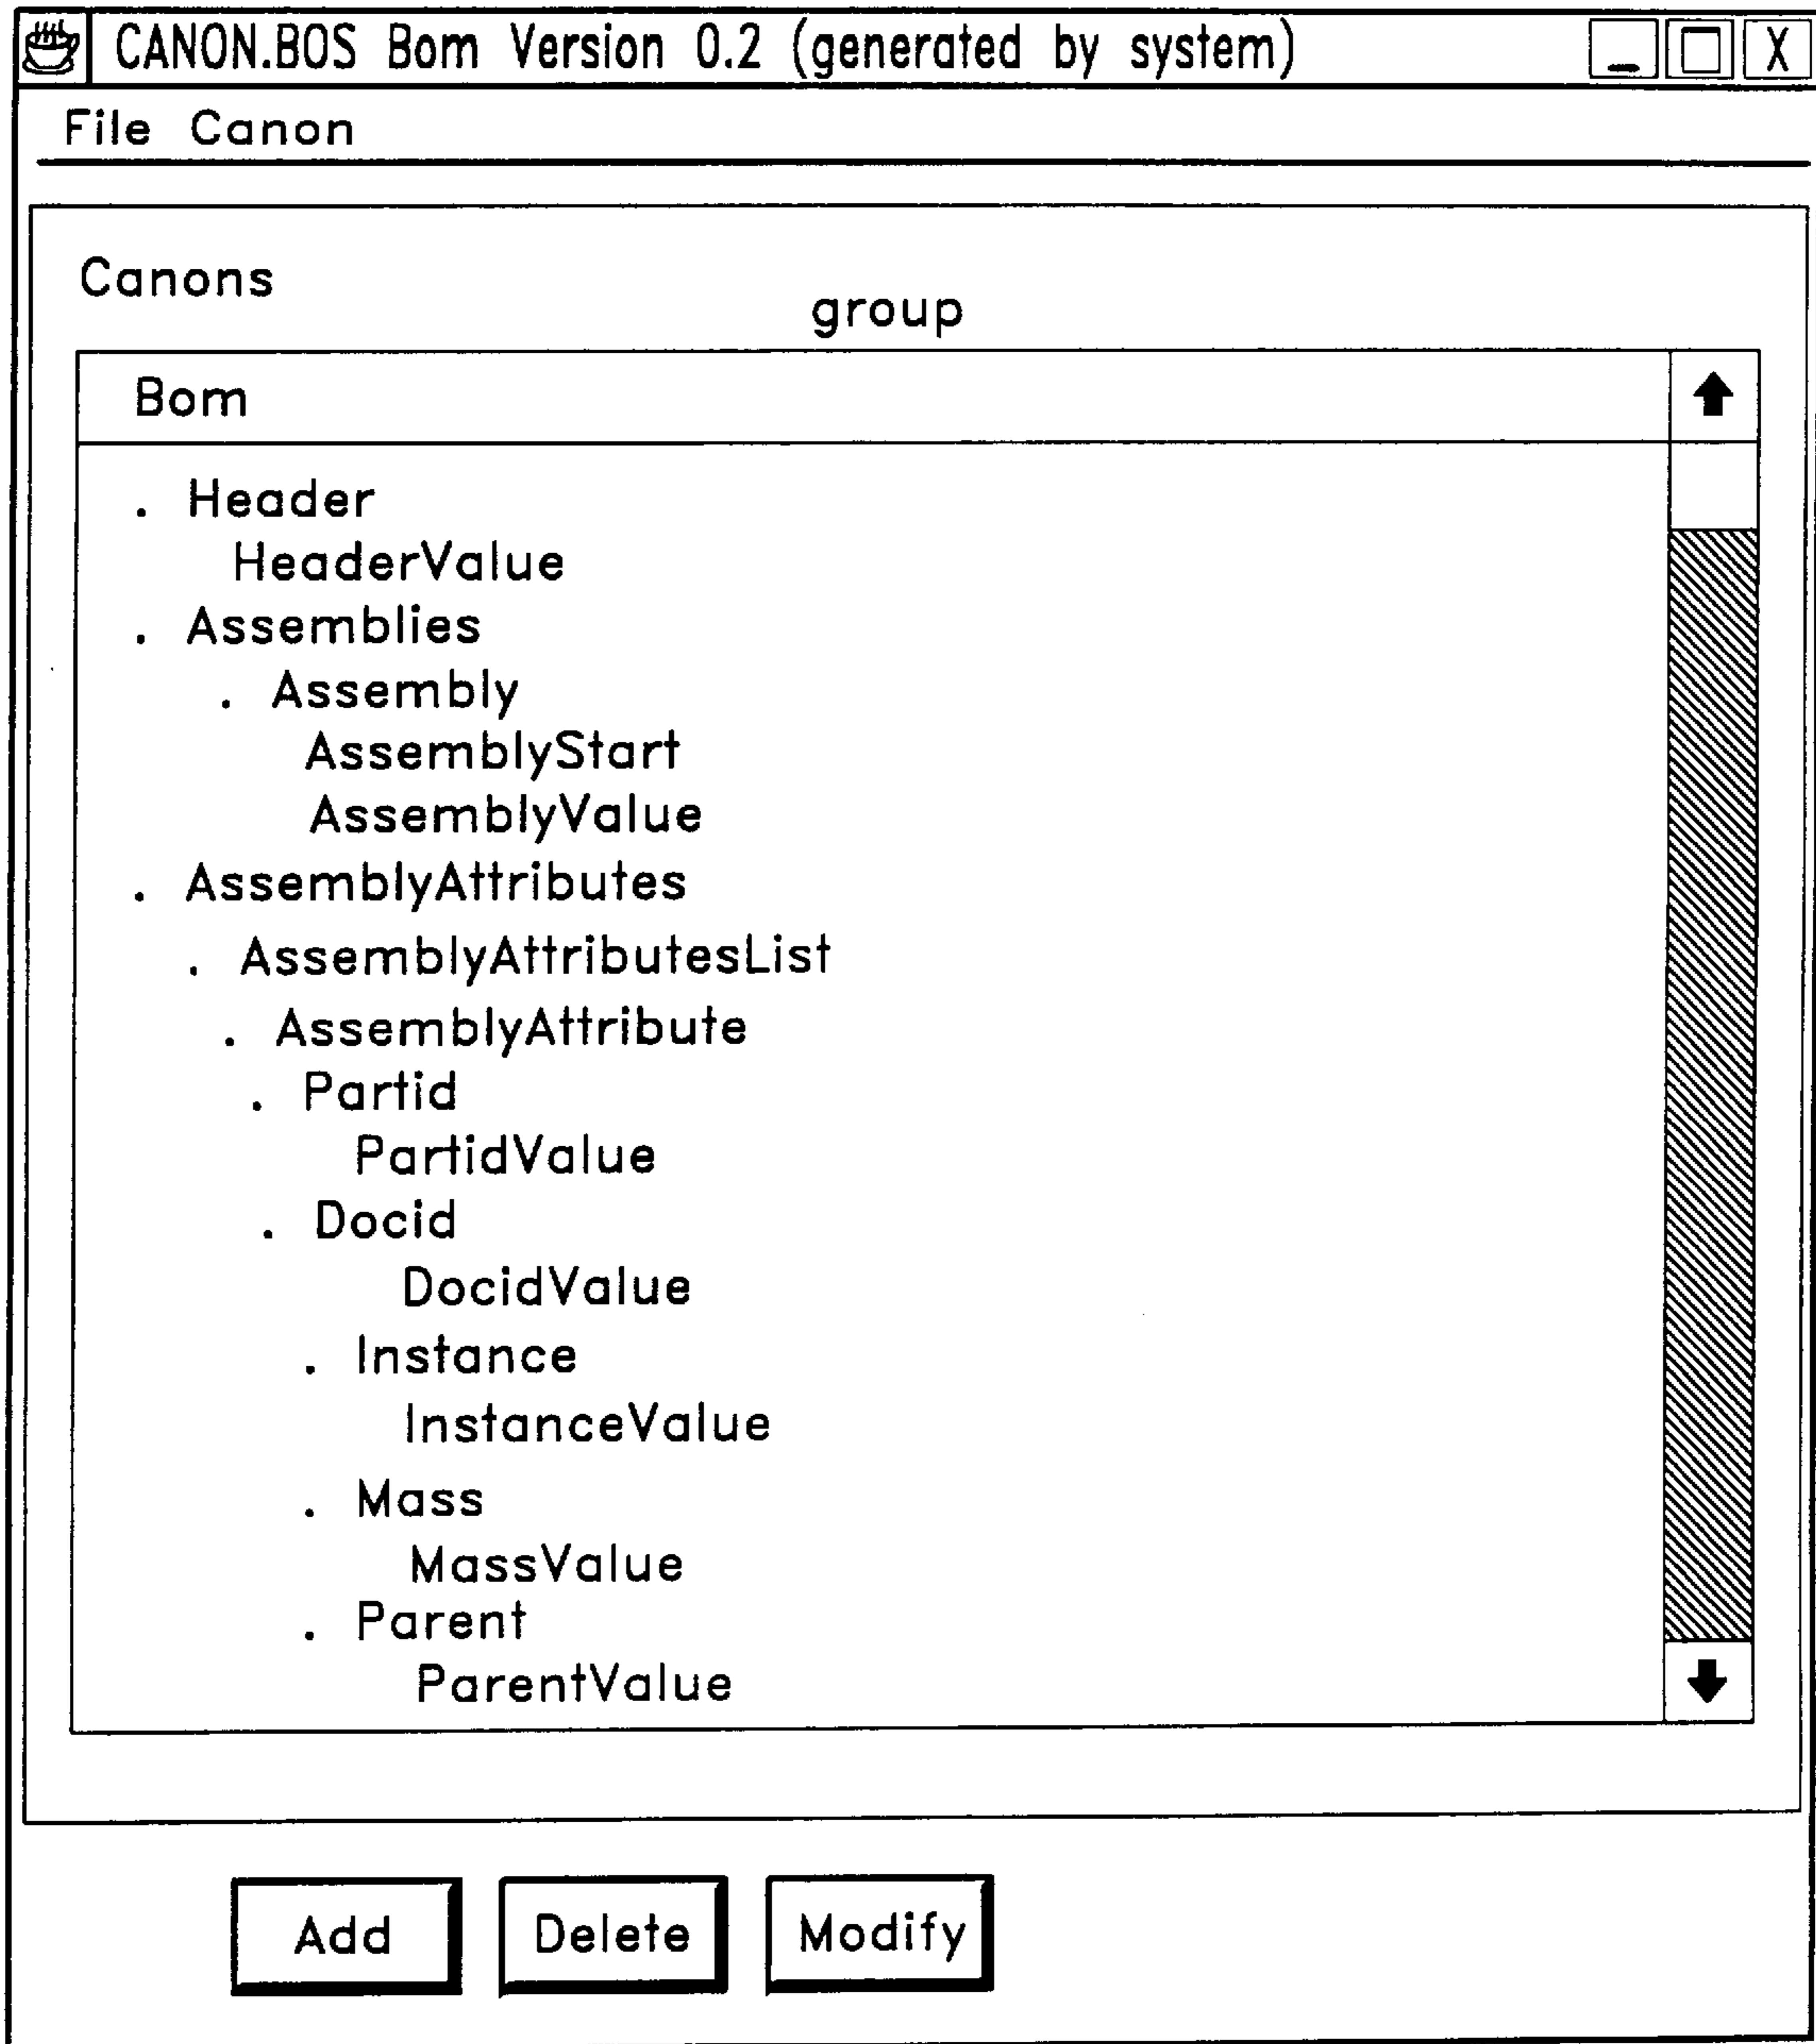 CANON.BOS Bom Version 0.2 (generated by system) X
File Canon
Canons
group
Bom
. Header
HeaderValue
. Assemblies
. Assembly
AssemblyStart
AssemblyValue
. AssemblyAttributes
. AssemblyAttributesList
. AssemblyAttribute
. Partid
PartidValue
. Docid
DocidValue
. Instance
InstanceValue
. Mass
MassValue
. Parent
ParentValue
Add Delete Modify